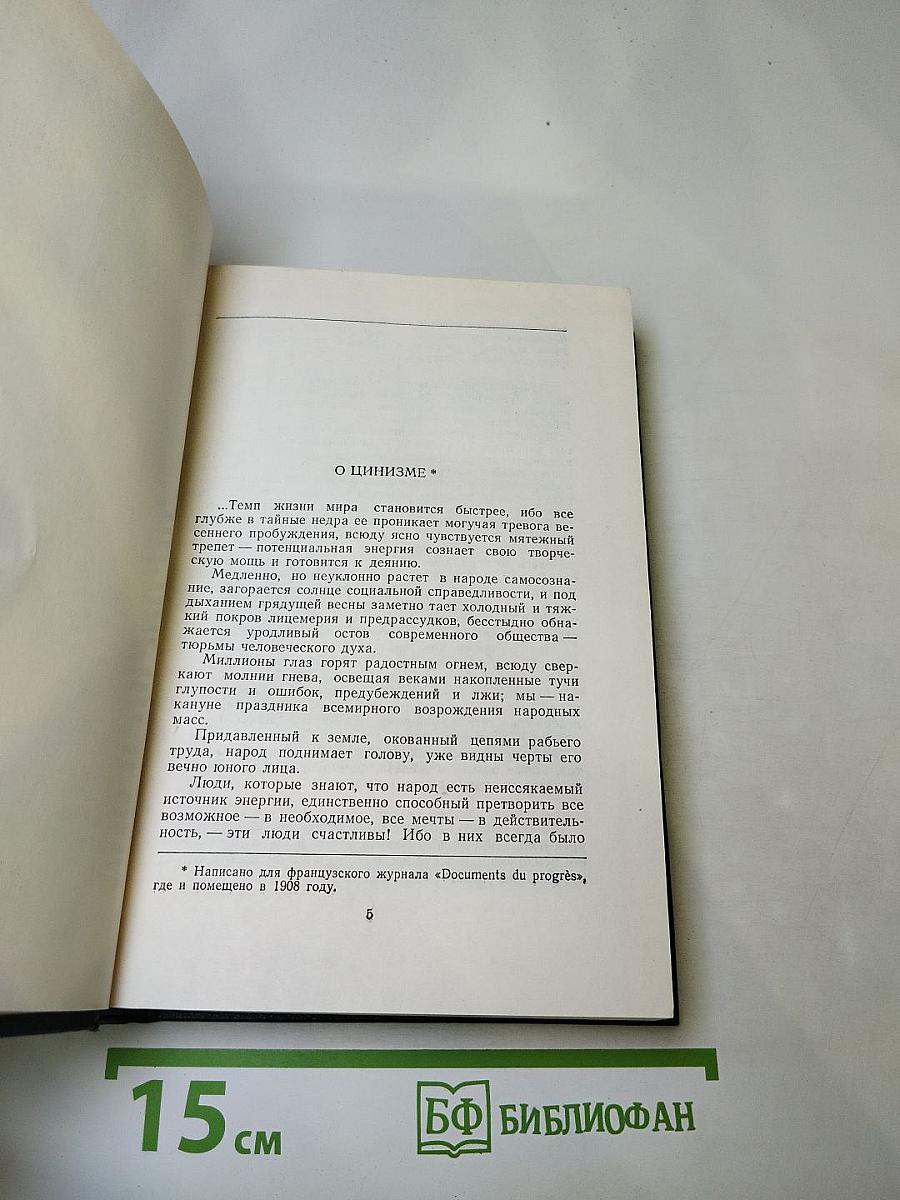 О ЦИНИЗМЕ *
...Темп жизни мира становится быстрее, ибо все
глубже в тайные недра ее проникает могучая тревога ве-
сеннего пробуждения, всюду ясно чувствуется мятежный
трепет — потенциальная энергия сознает свою творче-
скую мощь и готовится к деянию.
Медленно, но неуклонно растет в народе самосозна-
ние, загорается солнце социальной справедливости, и под
дыханием грядущей весны заметно тает холодный и тяж-
кий покров лицемерия и предрассудков, бесстыдно обна-
жается уродливый остов современного общества —
тюрьмы человеческого духа.
Миллионы глаз горят радостным огнем, всюду свер-
кают молнии гнева, освещая веками накопленные тучи
глупости и ошибок, предубеждений и лжи; мы — на-
кануне праздника всемирного возрождения народных
масс.
Придавленный к земле, окованный цепями рабьего
труда, народ поднимает голову, уже видны черты его
вечно юного лица.
Люди, которые знают, что народ есть неиссякаемый
источник энергии, единственно способный претворить все
возможное — в необходимое, все мечты — в действитель-
ность, — эти люди счастливы! Ибо в них всегда было
* Написано для французского журнала «Documents du progrès»,
где и помещено в 1908 году.
5
15 см
БФ БИБЛИОФАН